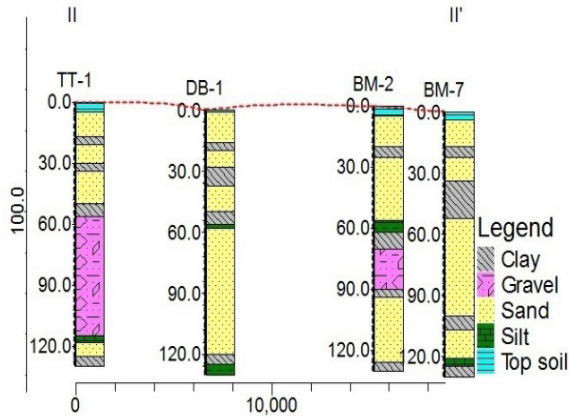 II II'
TT-1 DB-1 BM-2 BM-7
0.0 0.0 0.0 0.0
30.0 30.0 30.0 30.0
60.0 60.0 60.0 60.0
90.0 90.0 90.0 90.0
120.0 120.0 120.0 120.0
100.0
Legend
Clay
Gravel
Sand
Silt
Top soil
0 10,000